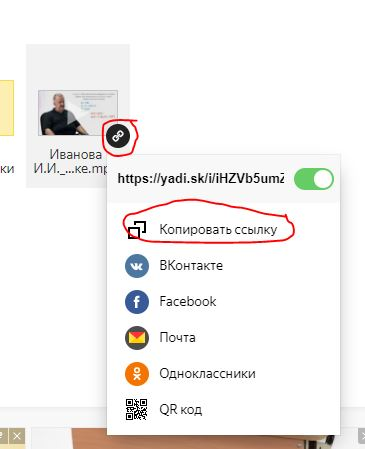 ки
Иванова
И.И._...ке.mp
https://yadi.sk/i/iHZVb5umZ
Копировать ссылку
ВКонтакте
Facebook
Почта
Одноклассники
QR код